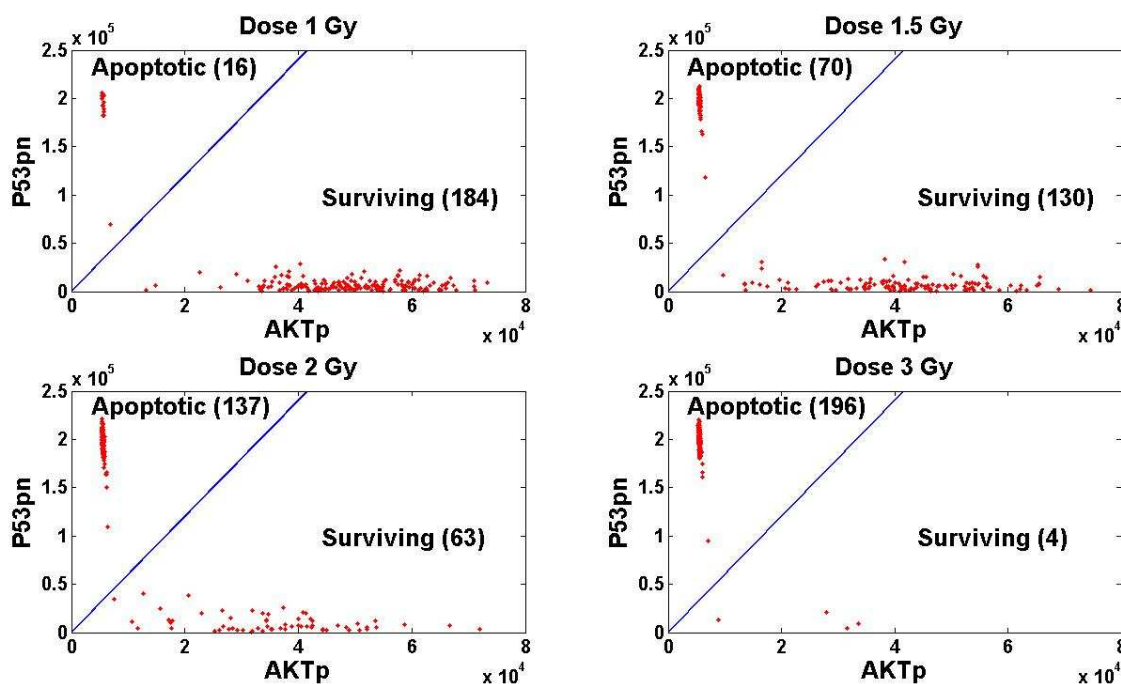 Dose 1 Gy
x 10^5
2.5
2
1.5
1
0.5
0
Apoptotic (16)
Surviving (184)
P53pn
0 2 4 6 8
AKTp
x 10^4
Dose 1.5 Gy
x 10^5
2.5
2
1.5
1
0.5
0
Apoptotic (70)
Surviving (130)
P53pn
0 2 4 6 8
AKTp
x 10^4
Dose 2 Gy
x 10^5
2.5
2
1.5
1
0.5
0
Apoptotic (137)
Surviving (63)
P53pn
0 2 4 6 8
AKTp
x 10^4
Dose 3 Gy
x 10^5
2.5
2
1.5
1
0.5
0
Apoptotic (196)
Surviving (4)
P53pn
0 2 4 6 8
AKTp
x 10^4